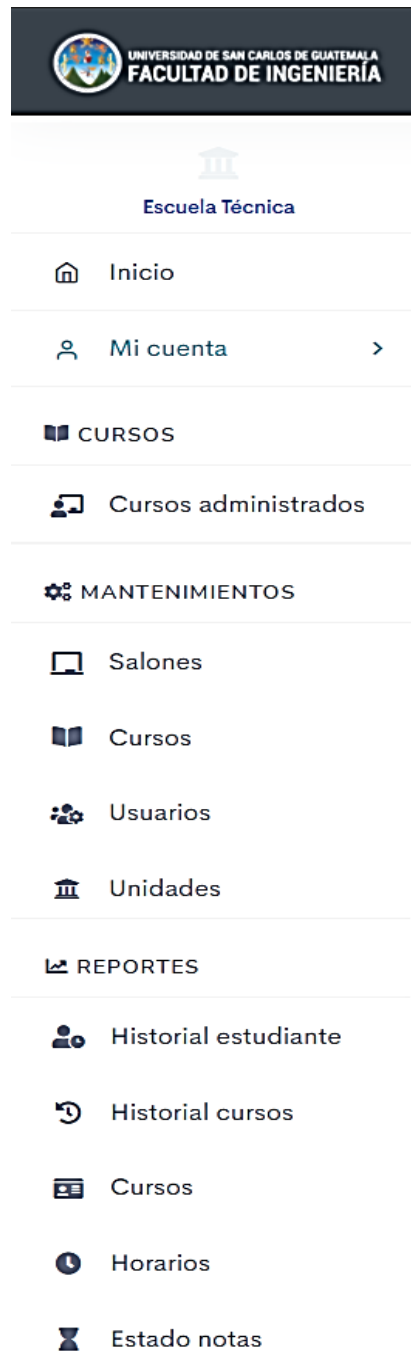 UNIVERSIDAD DE SAN CARLOS DE GUATEMALA
FACULTAD DE INGENIERÍA
Escuela Técnica
Inicio
Mi cuenta
CURSOS
Cursos administrados
MANTENIMIENTOS
Salones
Cursos
Usuarios
Unidades
REPORTES
Historial estudiante
Historial cursos
Cursos
Horarios
Estado notas